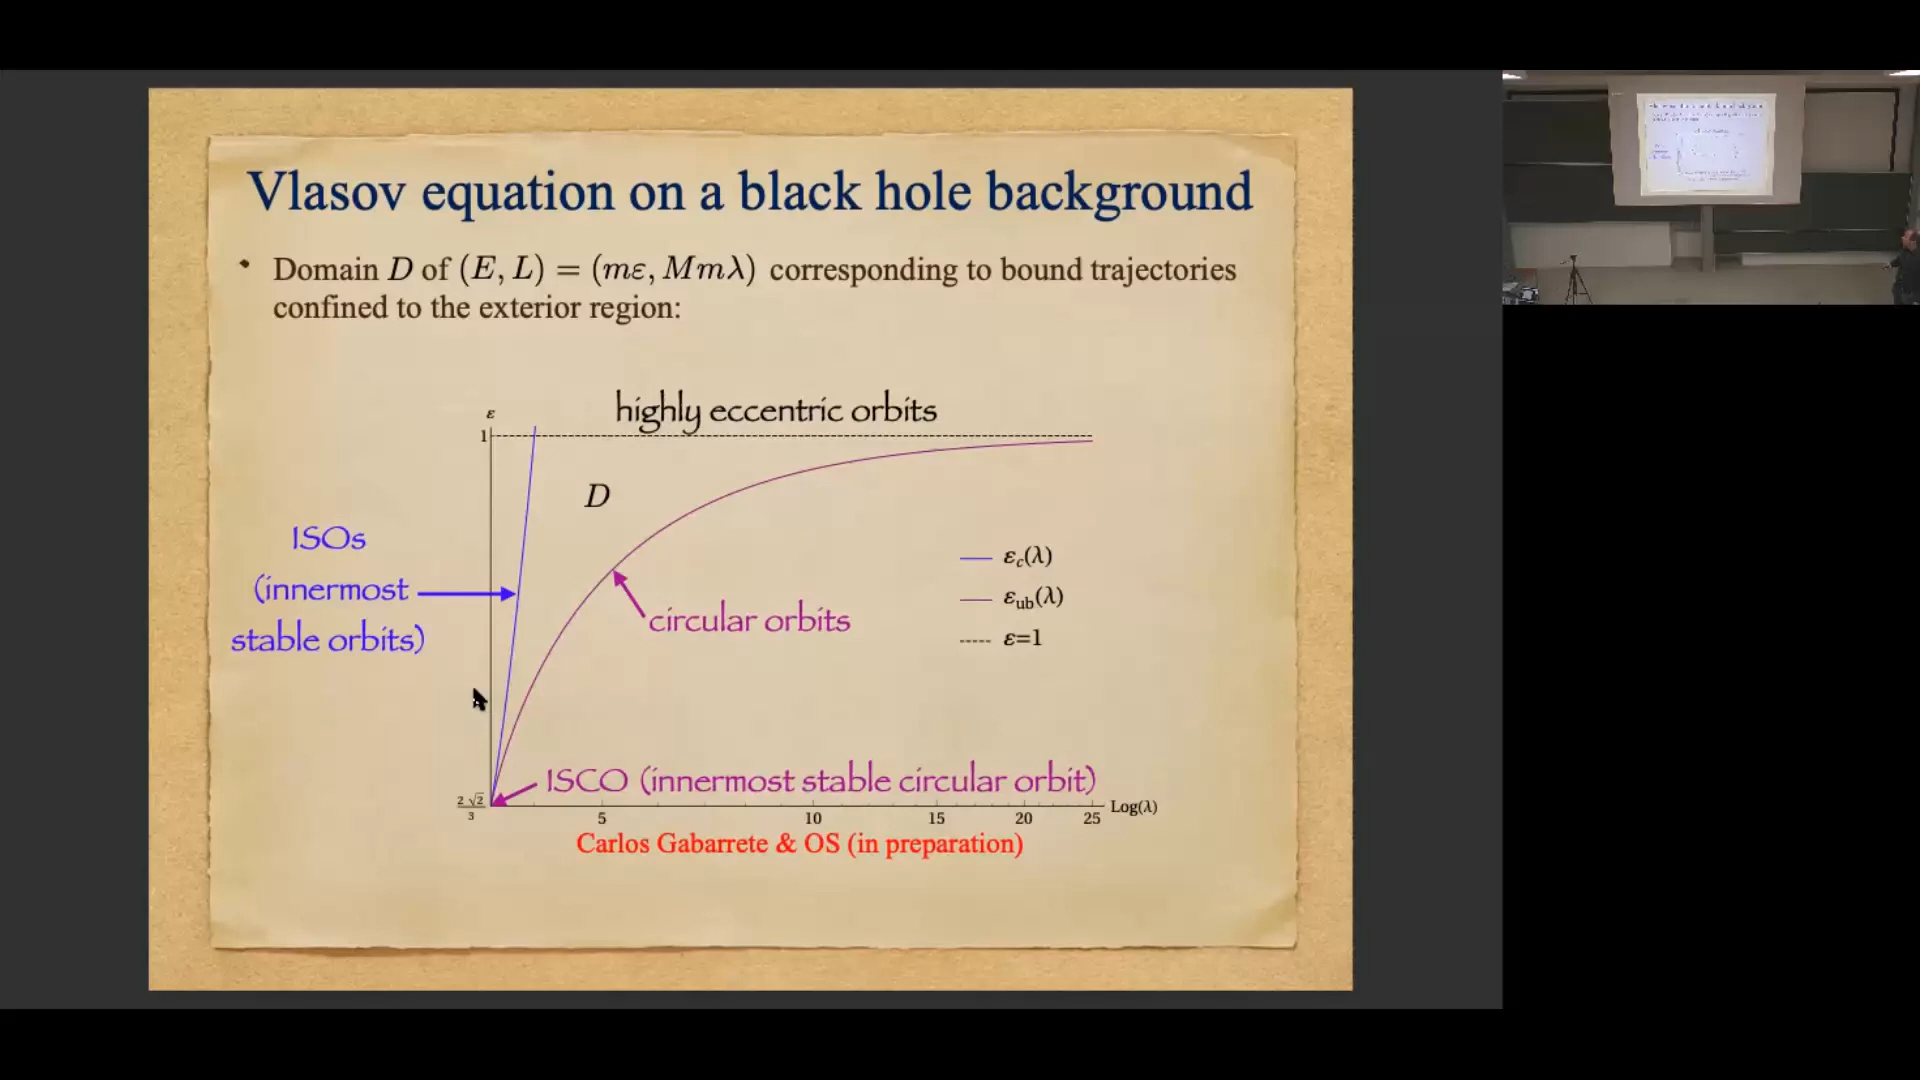 Vlasov equation on a black hole background
• Domain D of (E, L) = (mε, Mmλ) corresponding to bound trajectories
confined to the exterior region:
highly eccentric orbits
ε
1
D
ISOs
(innermost
stable orbits)
εc(λ)
εub(λ)
ε=1
circular orbits
ISCO (innermost stable circular orbit)
2 √2
3
Log(λ)
5 10 15 20 25
Carlos Gabarrete & OS (in preparation)